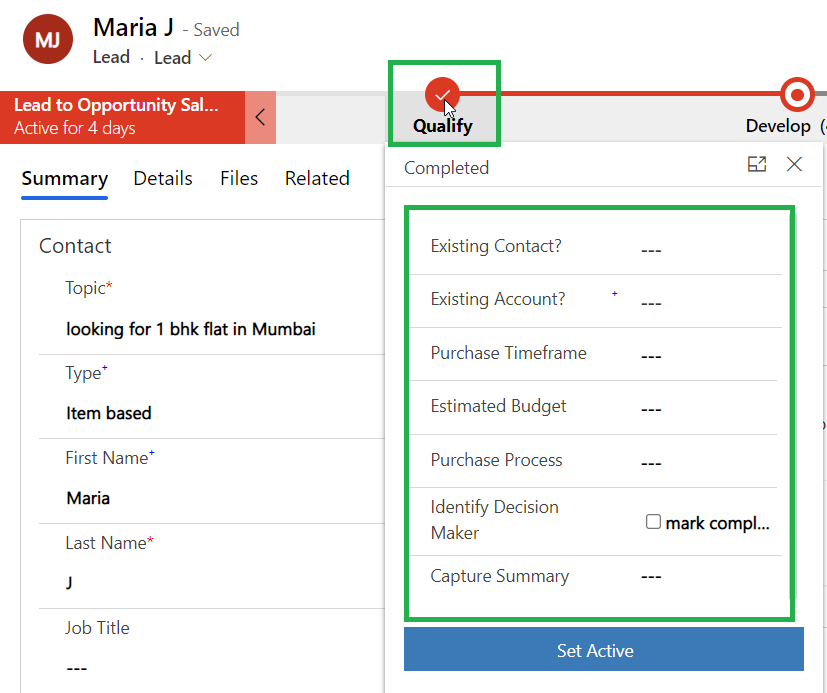 MJ
Maria J - Saved
Lead · Lead
Lead to Opportunity Sal...
Active for 4 days
Qualify
Develop
Summary Details Files Related
Completed
Contact
Topic*
looking for 1 bhk flat in Mumbai
Type+
Item based
First Name+
Maria
Last Name*
J
Job Title
---
Existing Contact? ---
Existing Account? + ---
Purchase Timeframe ---
Estimated Budget ---
Purchase Process ---
Identify Decision
Maker
mark compl...
Capture Summary ---
Set Active